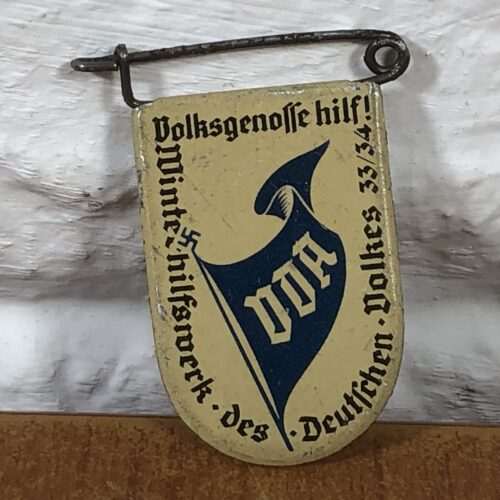 Volksgenosse hilf!
Winterhilfswerk · des · Deutschen · Volkes 33/34.
VDA